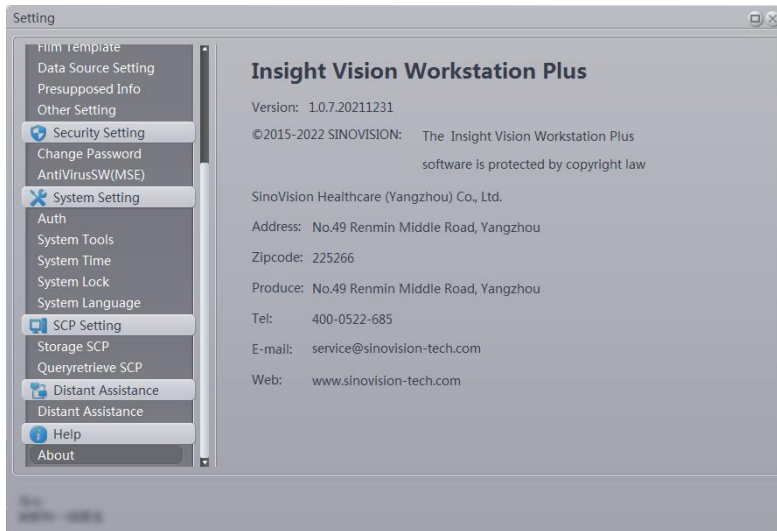 Setting
Film Template
Data Source Setting
Presupposed Info
Other Setting
Security Setting
Change Password
AntiVirusSW(MSE)
System Setting
Auth
System Tools
System Time
System Lock
System Language
SCP Setting
Storage SCP
Queryretrieve SCP
Distant Assistance
Distant Assistance
Help
About
Insight Vision Workstation Plus
Version: 1.0.7.20211231
©2015-2022 SINOVISION: The Insight Vision Workstation Plus
software is protected by copyright law
SinoVision Healthcare (Yangzhou) Co., Ltd.
Address: No.49 Renmin Middle Road, Yangzhou
Zipcode: 225266
Produce: No.49 Renmin Middle Road, Yangzhou
Tel: 400-0522-685
E-mail: service@sinovision-tech.com
Web: www.sinovision-tech.com